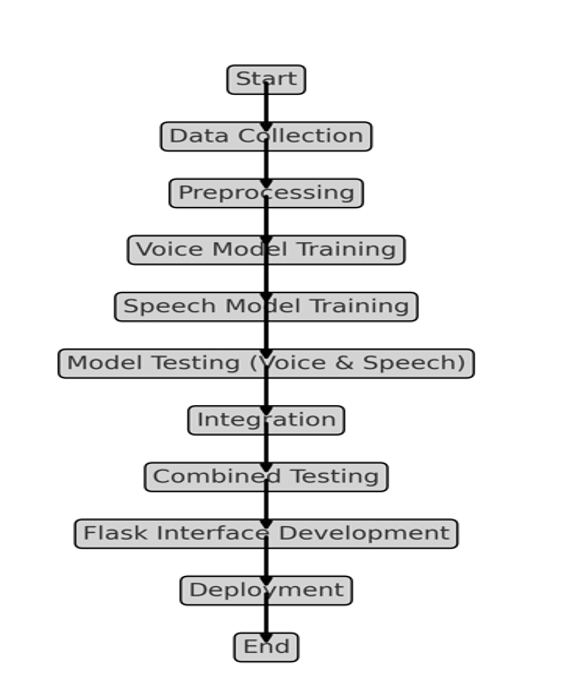 Start
Data Collection
Preprocessing
Voice Model Training
Speech Model Training
Model Testing (Voice & Speech)
Integration
Combined Testing
Flask Interface Development
Deployment
End